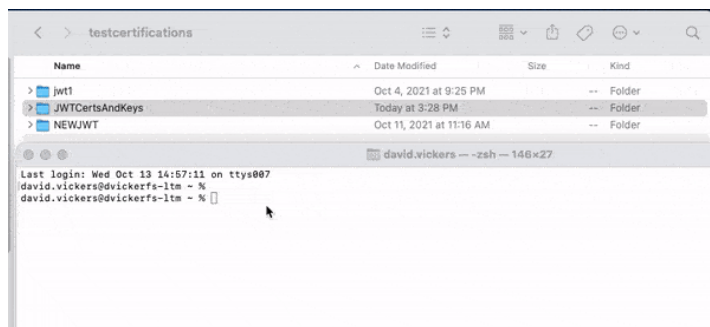 testcertifications
Name Date Modified Size Kind
jwt1 Oct 4, 2021 at 9:25 PM -- Folder
JWTCertsAndKeys Today at 3:28 PM -- Folder
NEWJWT Oct 11, 2021 at 11:16 AM -- Folder
david.vickers — -zsh — 146×27
Last login: Wed Oct 13 14:57:11 on ttys007
david.vickers@dvickerfs-ltm ~ %
david.vickers@dvickerfs-ltm ~ %